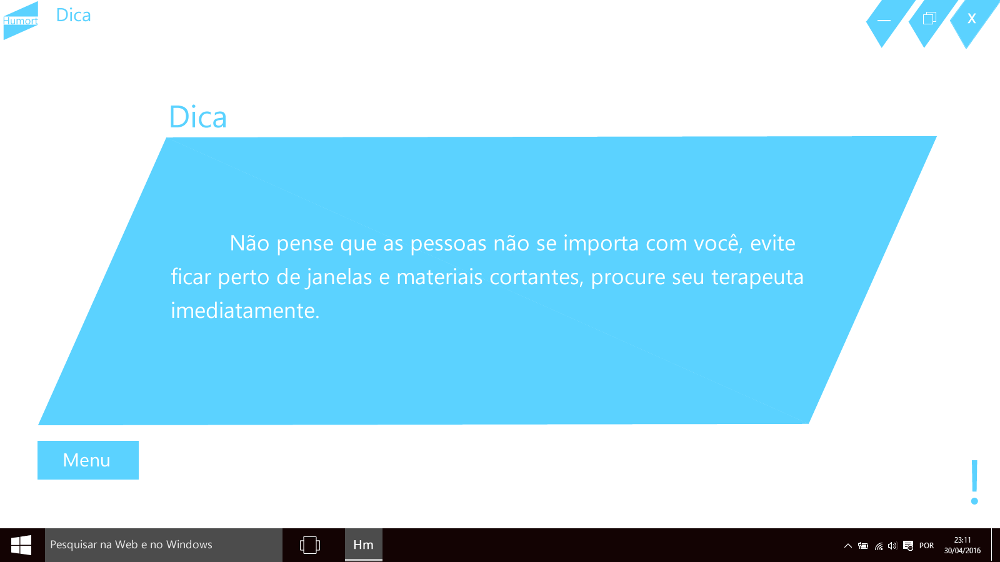 Humort
Dica
X
Dica
Não pense que as pessoas não se importa com você, evite
ficar perto de janelas e materiais cortantes, procure seu terapeuta
imediatamente.
Menu
!
Pesquisar na Web e no Windows
Hm
POR
23:11
30/04/2016